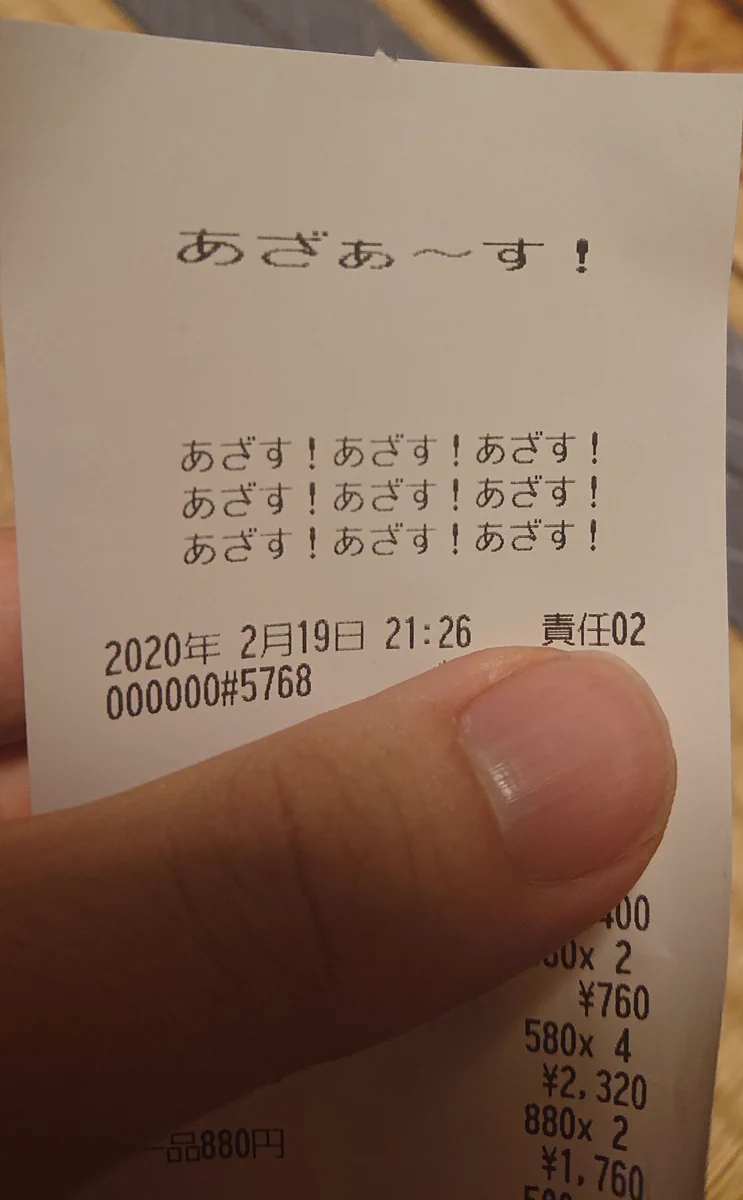 あざぁ～す！
あざす！あざす！あざす！
あざす！あざす！あざす！
あざす！あざす！あざす！
2020年 2月19日 21:26 責任02
000000#5768
400
x 2
¥760
580x 4
¥2,320
880x 2
一品880円
¥1,760